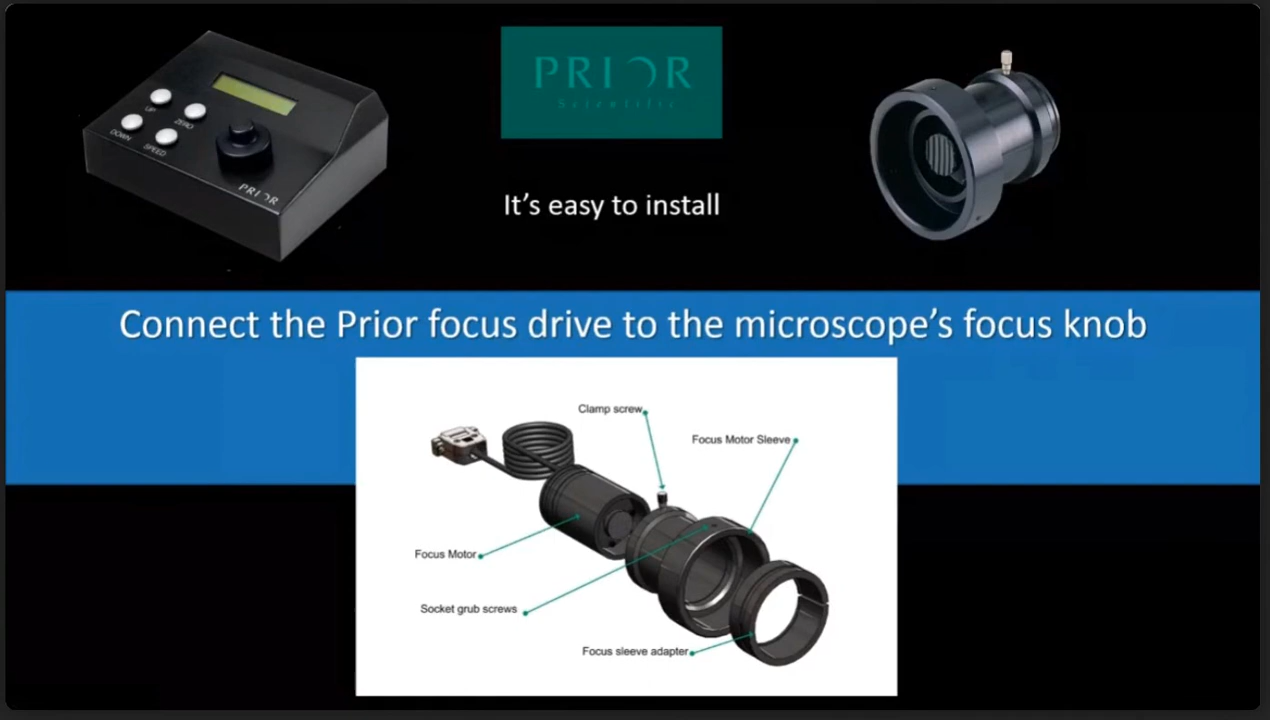 UP
ZERO
DOWN
SPEED
PRIOR
PRIOR
Scientific
It’s easy to install
Connect the Prior focus drive to the microscope’s focus knob
Clamp screw
Focus Motor Sleeve
Focus Motor
Socket grub screws
Focus sleeve adapter